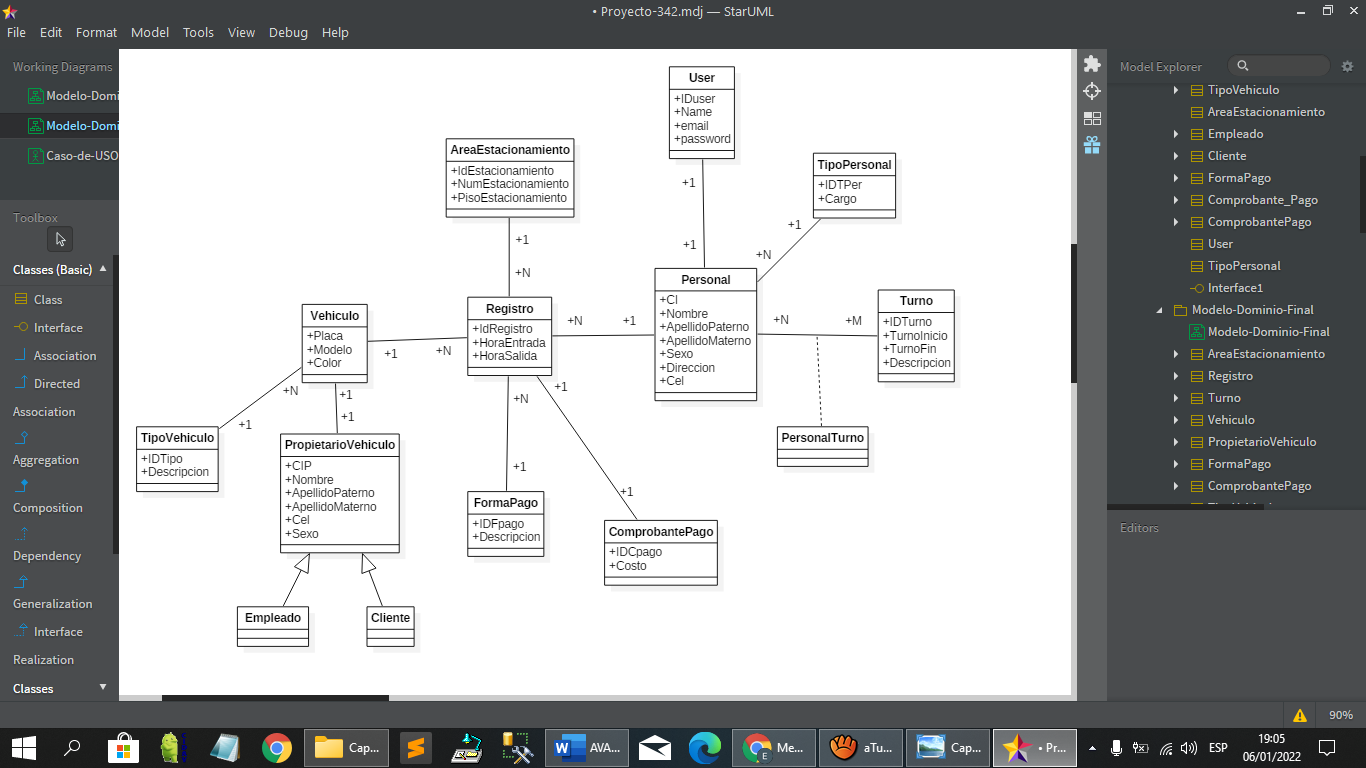 • Proyecto-342.mdj — StarUML
File Edit Format Model Tools View Debug Help
Working Diagrams
Modelo-Domi
Modelo-Domi
Caso-de-USO
Toolbox
Classes (Basic)
Class
Interface
Association
Directed
Association
Aggregation
Composition
Dependency
Generalization
Interface
Realization
Classes
User
+IDuser
+Name
+email
+password
+1
+1
AreaEstacionamiento
+IdEstacionamiento
+NumEstacionamiento
+PisoEstacionamiento
+1
+N
TipoPersonal
+IDTPer
+Cargo
+1
+N
Personal
+CI
+Nombre
+ApellidoPaterno
+ApellidoMaterno
+Sexo
+Direccion
+Cel
Turno
+IDTurno
+TurnoInicio
+TurnoFin
+Descripcion
+N
+M
PersonalTurno
Registro
+IdRegistro
+HoraEntrada
+HoraSalida
+N
+1
Vehiculo
+Placa
+Modelo
+Color
+1
+N
+N
+1
+1
+1
TipoVehiculo
+IDTipo
+Descripcion
PropietarioVehiculo
+CIP
+Nombre
+ApellidoPaterno
+ApellidoMaterno
+Cel
+Sexo
+N
+1
+1
+1
FormaPago
+IDFpago
+Descripcion
ComprobantePago
+IDCpago
+Costo
Empleado
Cliente
Model Explorer
TipoVehiculo
AreaEstacionamiento
Empleado
Cliente
FormaPago
Comprobante_Pago
ComprobantePago
User
TipoPersonal
Interface1
Modelo-Dominio-Final
Modelo-Dominio-Final
AreaEstacionamiento
Registro
Turno
Vehiculo
PropietarioVehiculo
FormaPago
ComprobantePago
Editors
90%
Cap...
AVA...
Me...
aTu...
Cap...
• Pr...
ESP
19:05
06/01/2022